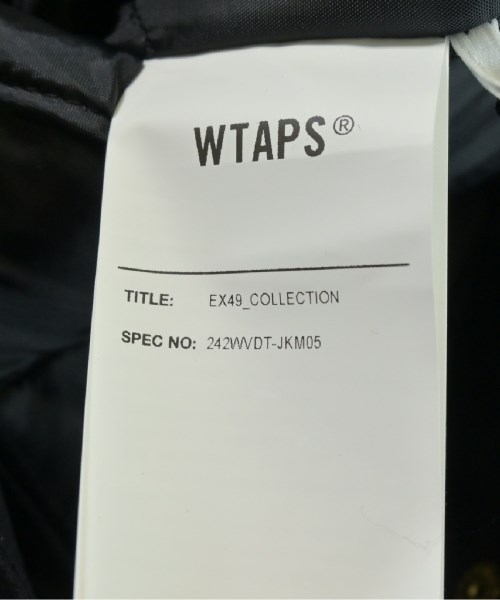 WTAPS®
TITLE: EX49_COLLECTION
SPEC NO: 242WVDT-JKM05